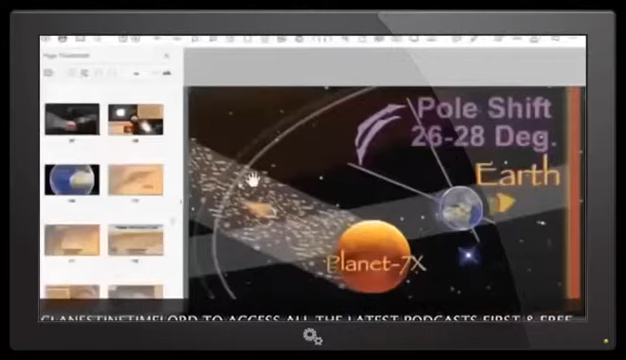 Pole Shift
26-28 Deg.
Earth
Planet-7X
CLANESTINETIMELORD TO ACCESS ALL THE LATEST PODCASTS FIRST & FREE